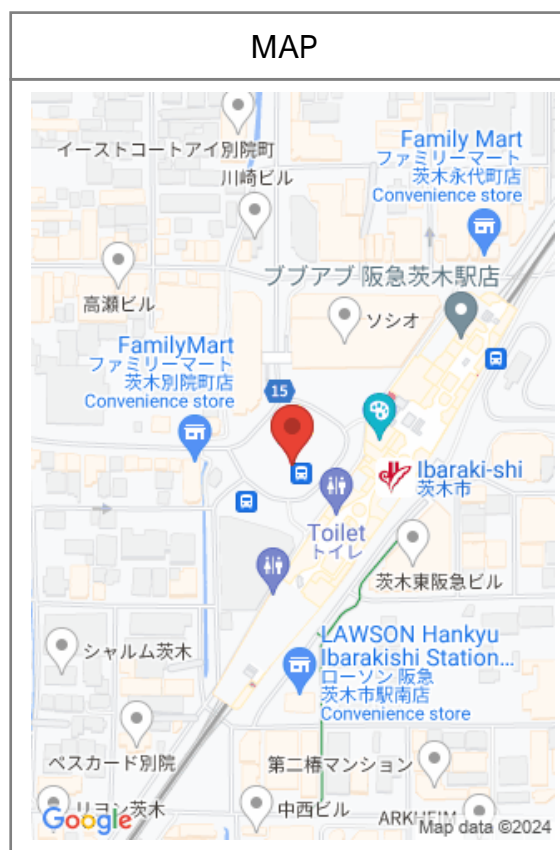 MAP
イーストコートアイ別院町
川崎ビル
Family Mart
ファミリーマート
茨木永代町店
Convenience store
ブブアブ 阪急茨木駅店
高瀬ビル
ソシオ
FamilyMart
ファミリーマート
茨木別院町店
Convenience store
15
Ibaraki-shi
茨木市
Toilet
トイレ
茨木東阪急ビル
LAWSON Hankyu
Ibarakishi Station...
ローソン 阪急
茨木市駅南店
Convenience store
シャルム茨木
ベスカード別院
第二椿マンション
リヨン茨木
中西ビル
ARKHEIM
Google
Map data ©2024